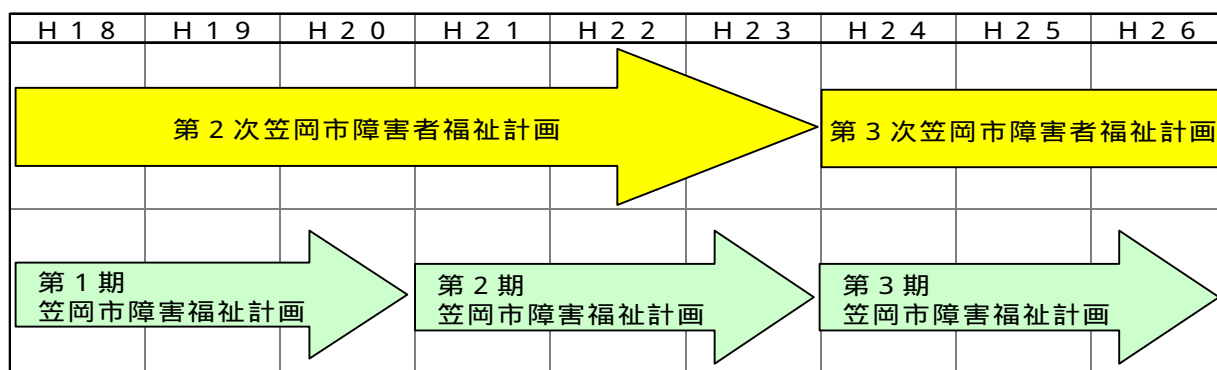 H18 H19 H20 H21 H22 H23 H24 H25 H26
第2次笠岡市障害者福祉計画 第3次笠岡市障害者福祉計画
第1期
笠岡市障害福祉計画
第2期
笠岡市障害福祉計画
第3期
笠岡市障害福祉計画